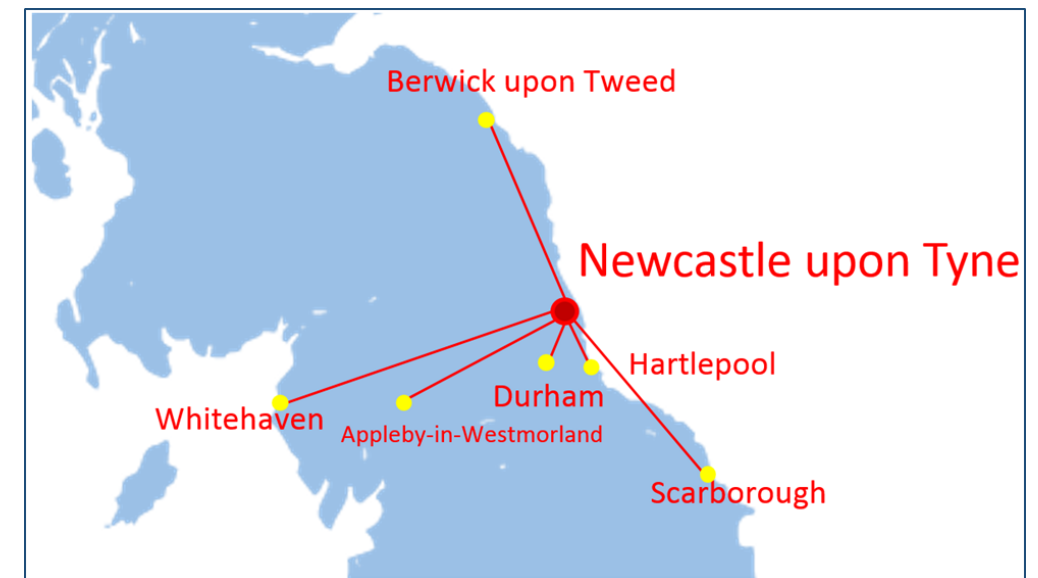 Berwick upon Tweed
Newcastle upon Tyne
Hartlepool
Durham
Whitehaven
Appleby-in-Westmorland
Scarborough